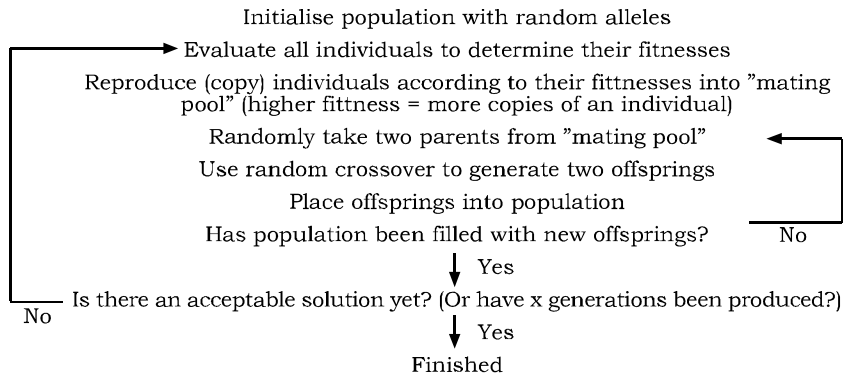 Initialise population with random alleles
Evaluate all individuals to determine their fitnesses
Reproduce (copy) individuals according to their fittnesses into ”mating
pool” (higher fittness = more copies of an individual)
Randomly take two parents from ”mating pool”
Use random crossover to generate two offsprings
Place offsprings into population
Has population been filled with new offsprings?
No
Yes
Is there an acceptable solution yet? (Or have x generations been produced?)
No
Yes
Finished